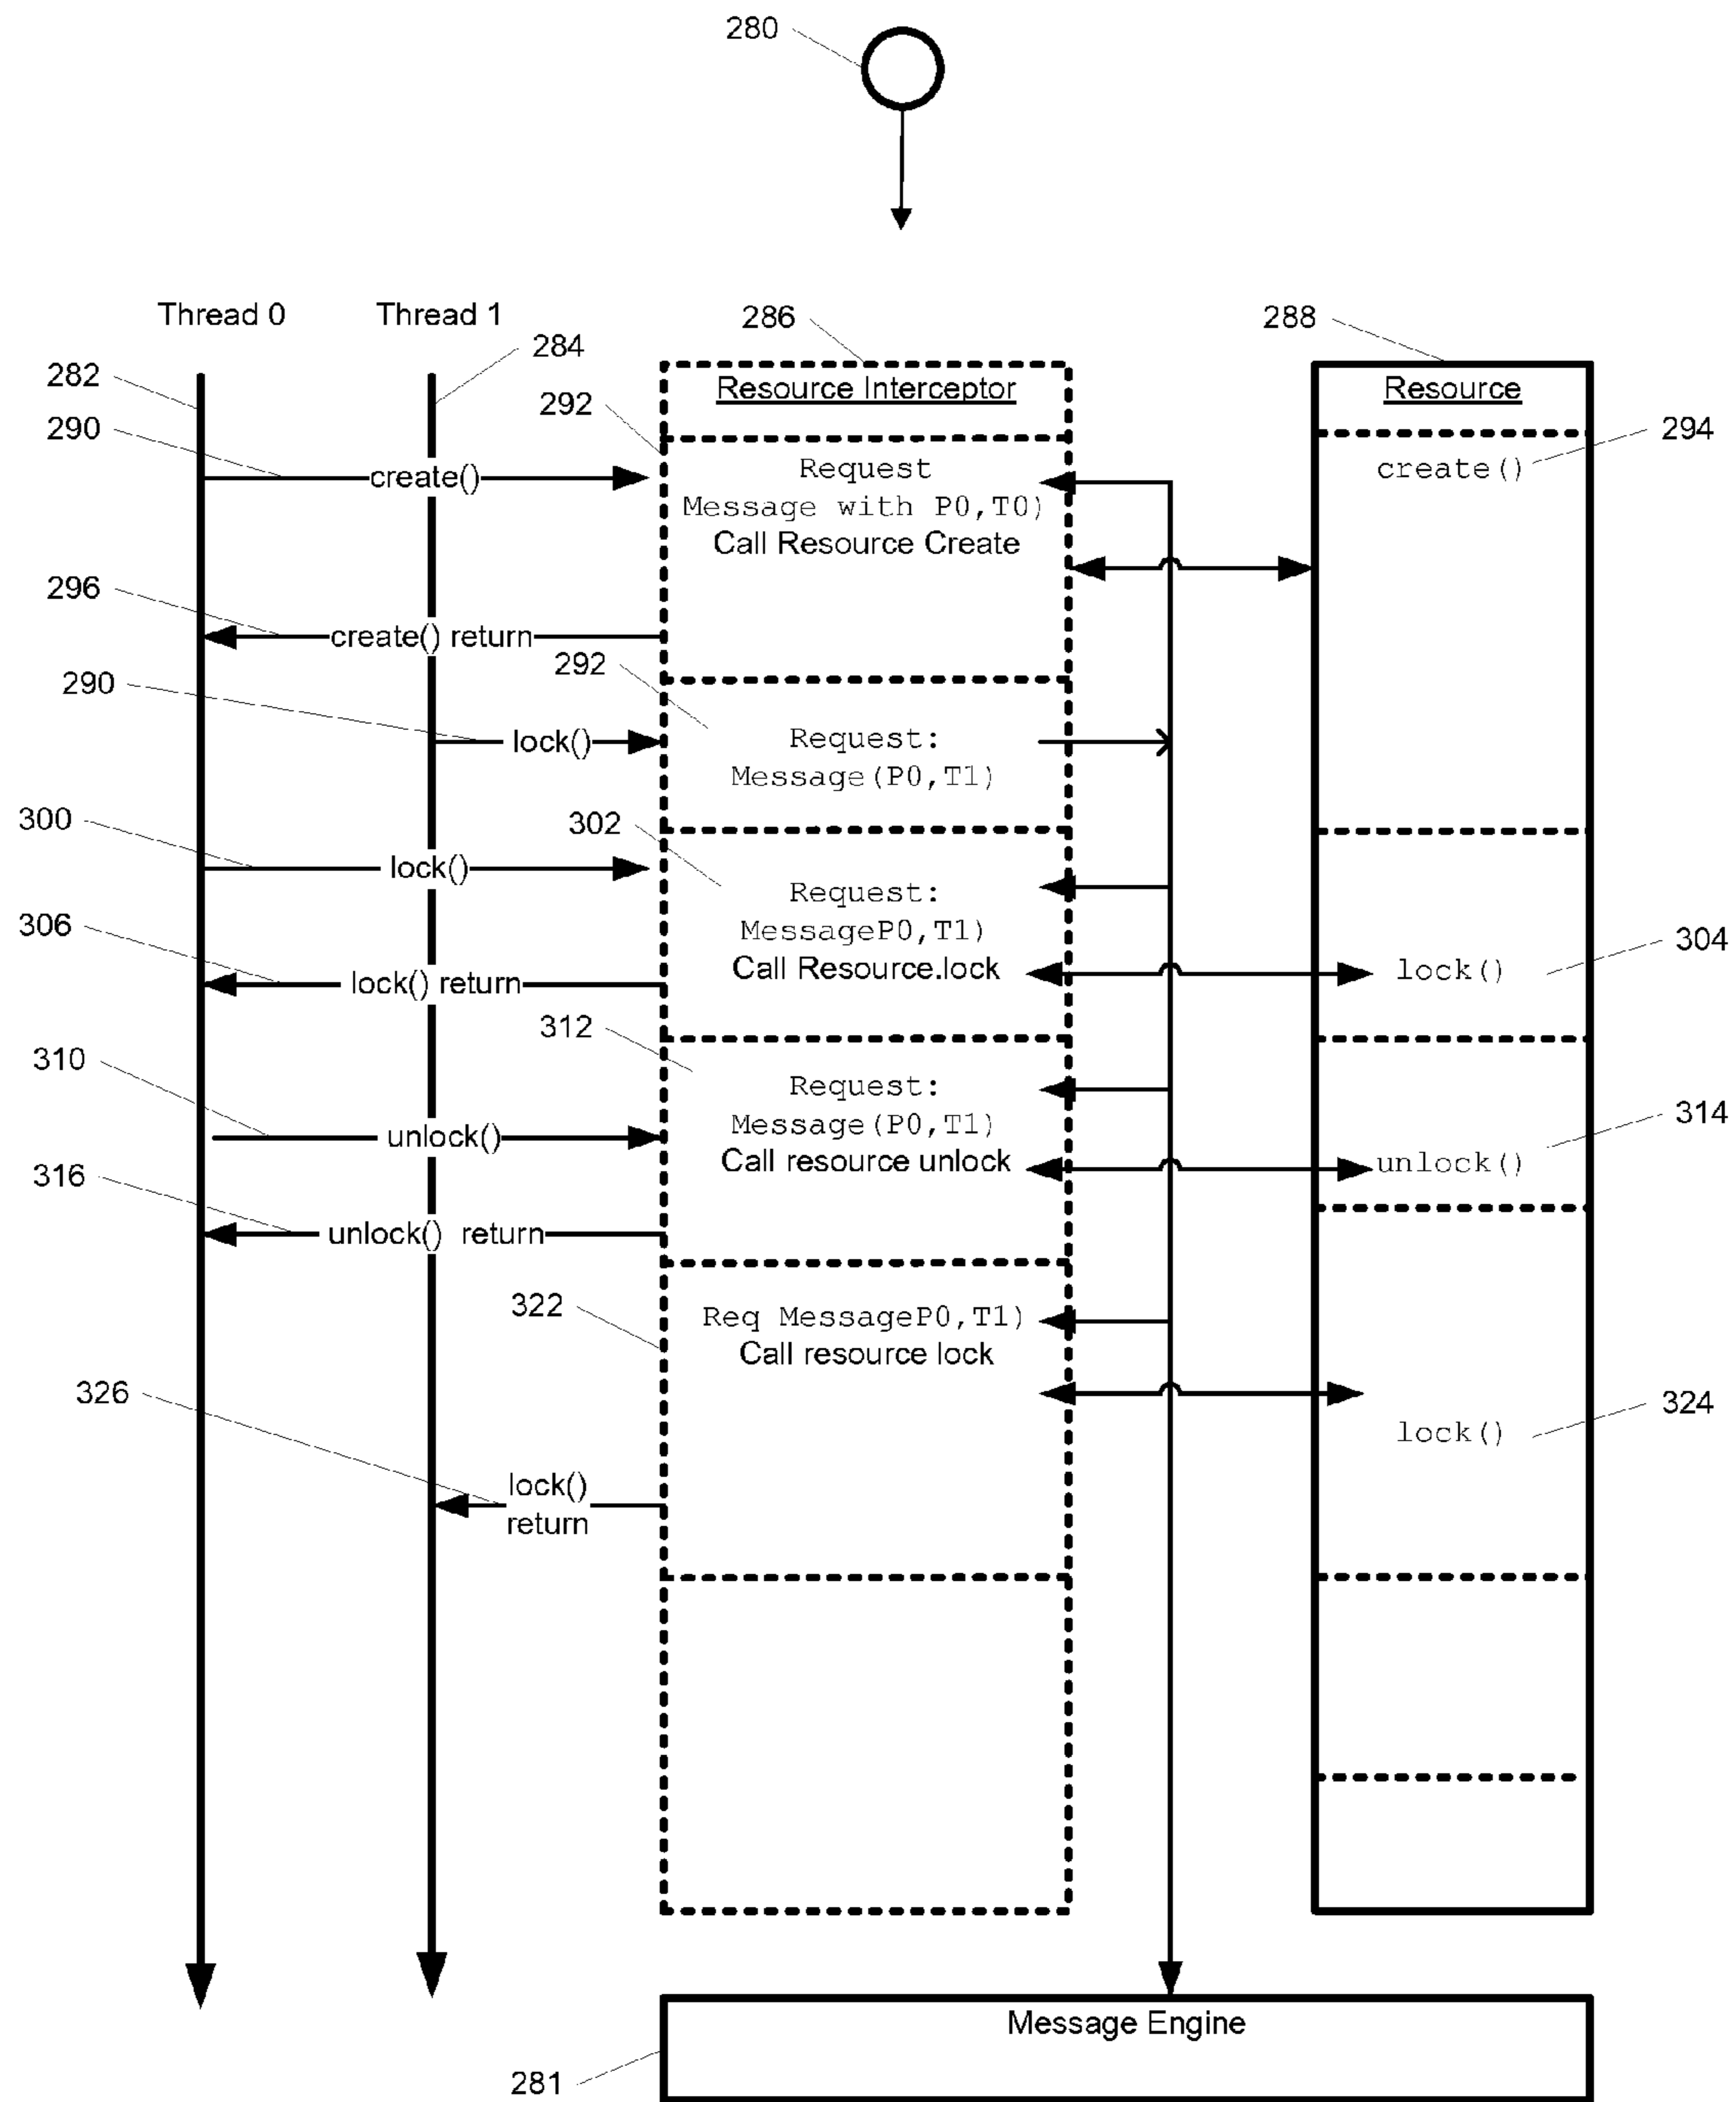 280
Thread 0
Thread 1
286
288
284
282
292
Resource Interceptor
Resource
290
294
create()
Request
Message with P0,T0)
Call Resource Create
create()
296
create() return
292
290
lock()
Request:
Message(P0,T1)
300
302
lock()
Request:
MessageP0,T1)
Call Resource.lock
306
304
lock() return
lock()
312
310
Request:
Message(P0,T1)
Call resource unlock
314
unlock()
unlock()
316
unlock() return
322
Req MessageP0,T1)
Call resource lock
326
324
lock()
lock()
return
Message Engine
281